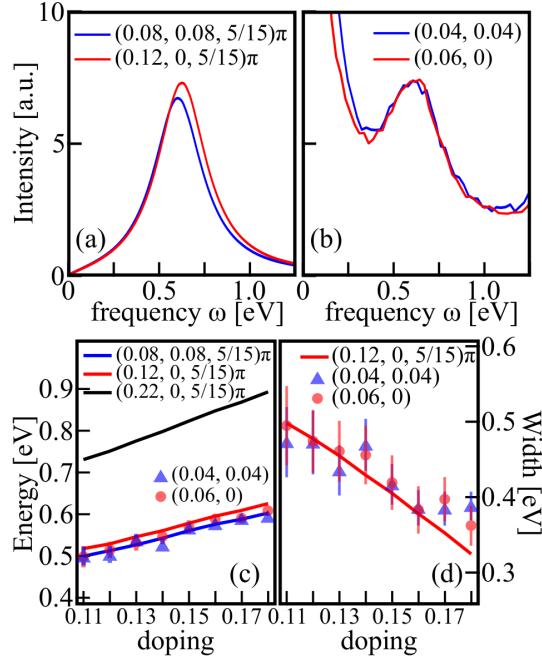 10
5
0
Intensity [a.u.]
(0.08, 0.08, 5/15)π
(0.12, 0, 5/15)π
(a)
0
0.5
1.0
frequency ω [eV]
(0.04, 0.04)
(0.06, 0)
(b)
0
0.5
1.0
frequency ω [eV]
(0.08, 0.08, 5/15)π
(0.12, 0, 5/15)π
(0.22, 0, 5/15)π
0.9
0.8
0.7
0.6
0.5
0.4
Energy [eV]
(0.04, 0.04)
(0.06, 0)
(c)
0.11
0.13
0.15
0.17
doping
(0.12, 0, 5/15)π
(0.04, 0.04)
(0.06, 0)
0.6
0.5
0.4
0.3
Width [eV]
(d)
0.11
0.13
0.15
0.17
doping